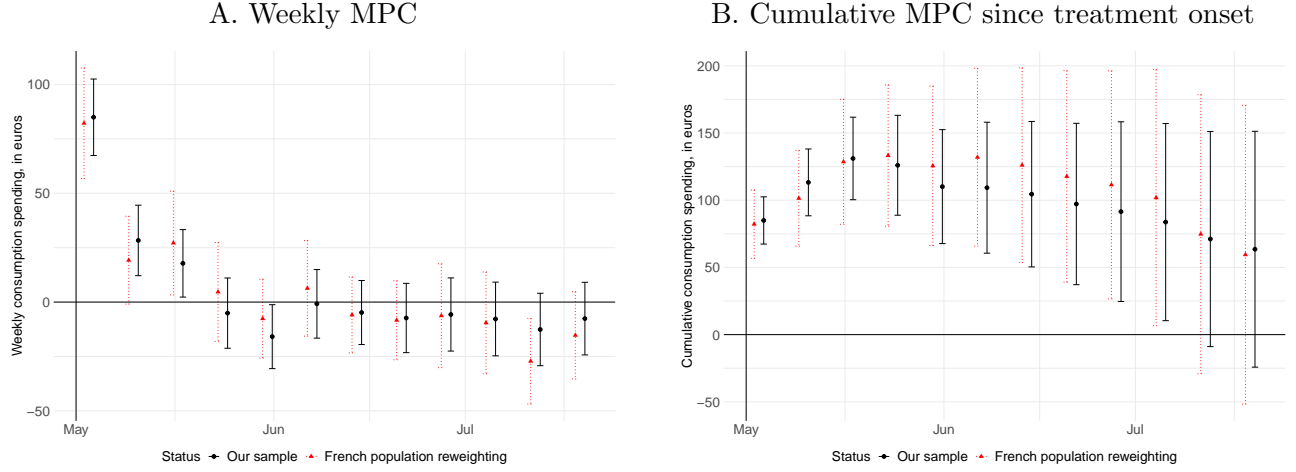 A. Weekly MPC
Weekly consumption spending, in euros
100
50
0
−50
May
Jun
Jul
Status Our sample French population reweighting
B. Cumulative MPC since treatment onset
Cumulative consumption spending, in euros
200
150
100
50
0
−50
May
Jun
Jul
Status Our sample French population reweighting